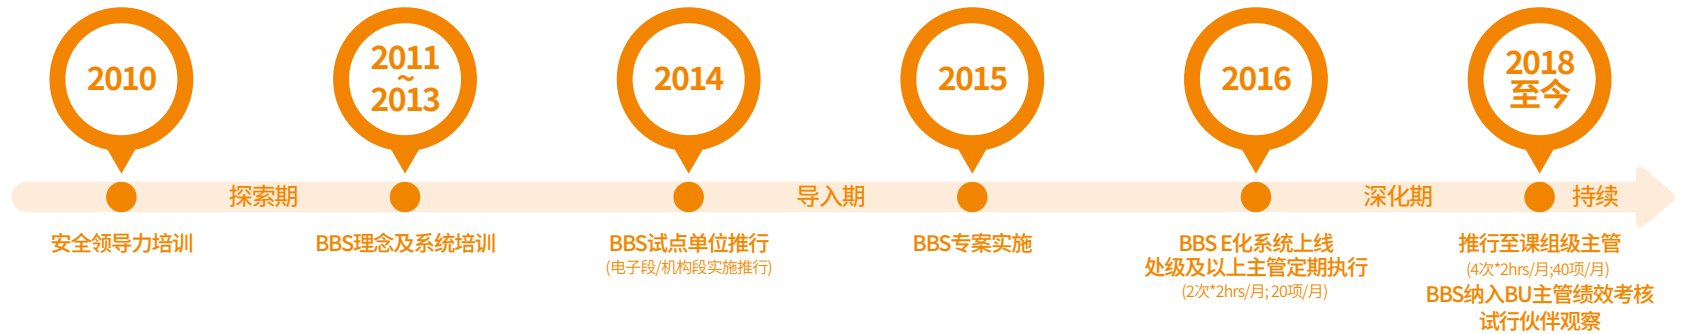 2010
2011
~
2013
2014
2015
2016
2018
至今
探索期
导入期
深化期
持续
安全领导力培训
BBS理念及系统培训
BBS试点单位推行
(电子段/机构段实施推行)
BBS专案实施
BBS E化系统上线
处级及以上主管定期执行
(2次*2hrs/月; 20项/月)
推行至课组级主管
(4次*2hrs/月;40项/月)
BBS纳入BU主管绩效考核
试行伙伴观察